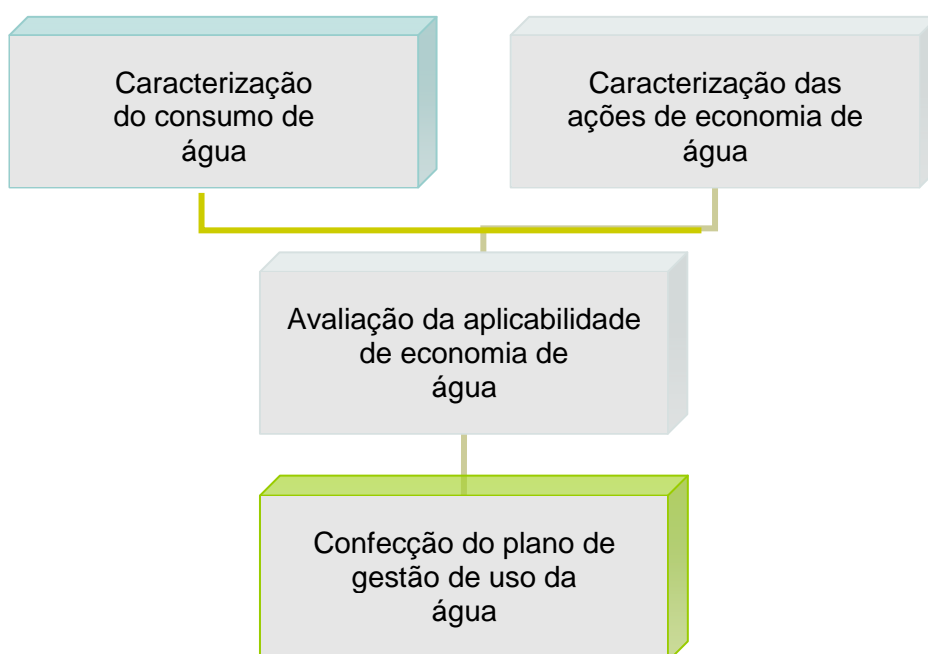 Caracterização
do consumo de
água
Caracterização das
ações de economia de
água
Avaliação da aplicabilidade
de economia de
água
Confecção do plano de
gestão de uso da
água